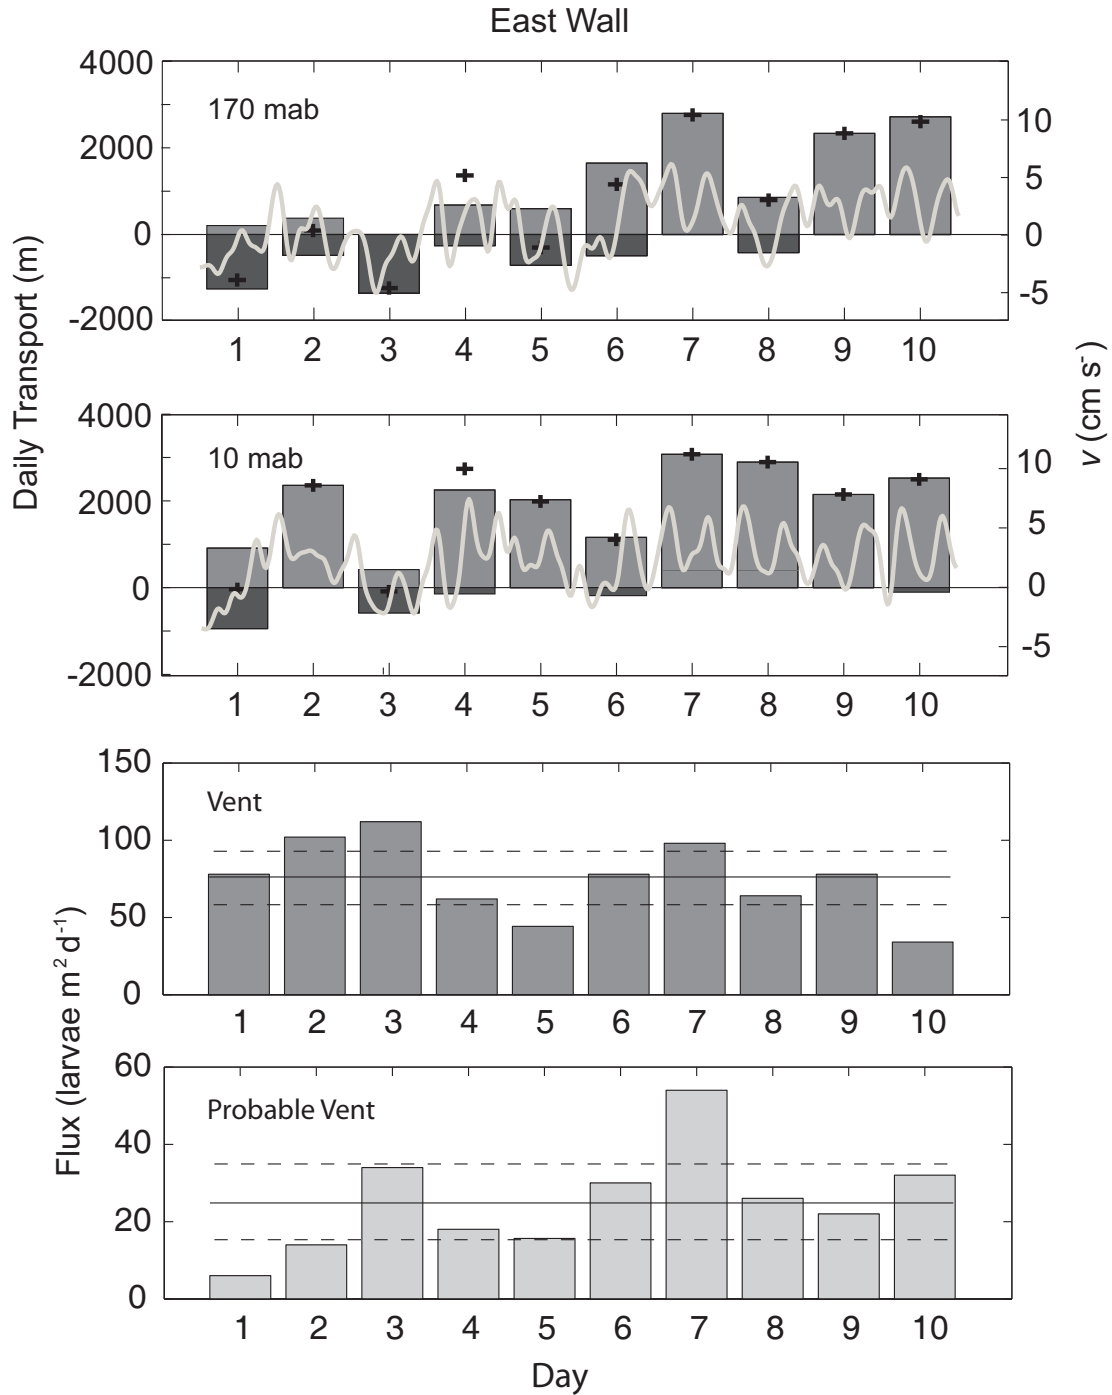 East Wall
Daily Transport (m)
v (cm s-)
170 mab
4000
2000
0
-2000
10
5
0
-5
1 2 3 4 5 6 7 8 9 10
10 mab
4000
2000
0
-2000
10
5
0
-5
1 2 3 4 5 6 7 8 9 10
Flux (larvae m2 d-1)
Vent
150
100
50
0
1 2 3 4 5 6 7 8 9 10
Probable Vent
60
40
20
0
1 2 3 4 5 6 7 8 9 10
Day